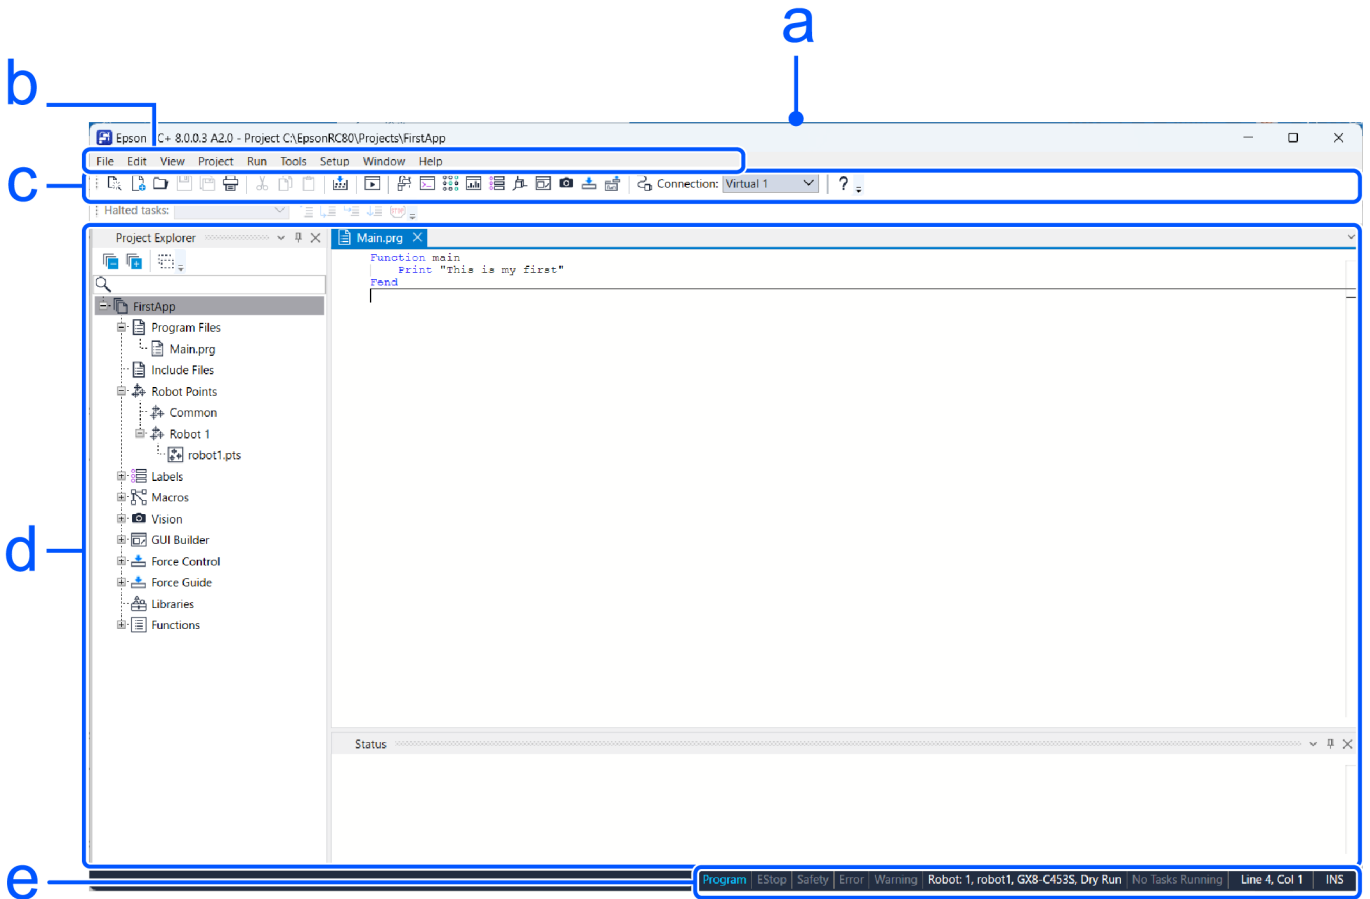 a
b
Epson C+ 8.0.0.3 A2.0 - Project C:\EpsonRC80\Projects\FirstApp
File Edit View Project Run Tools Setup Window Help
c
Connection: Virtual 1 ?
Halted tasks:
Project Explorer
Main.prg
Function main
Print "This is my first"
Fend
FirstApp
Program Files
Main.prg
Include Files
Robot Points
Common
Robot 1
robot1.pts
Labels
Macros
Vision
GUI Builder
d
Force Control
Force Guide
Libraries
Functions
Status
e
Program EStop Safety Error Warning Robot: 1, robot1, GX8-C453S, Dry Run No Tasks Running Line 4, Col 1 INS